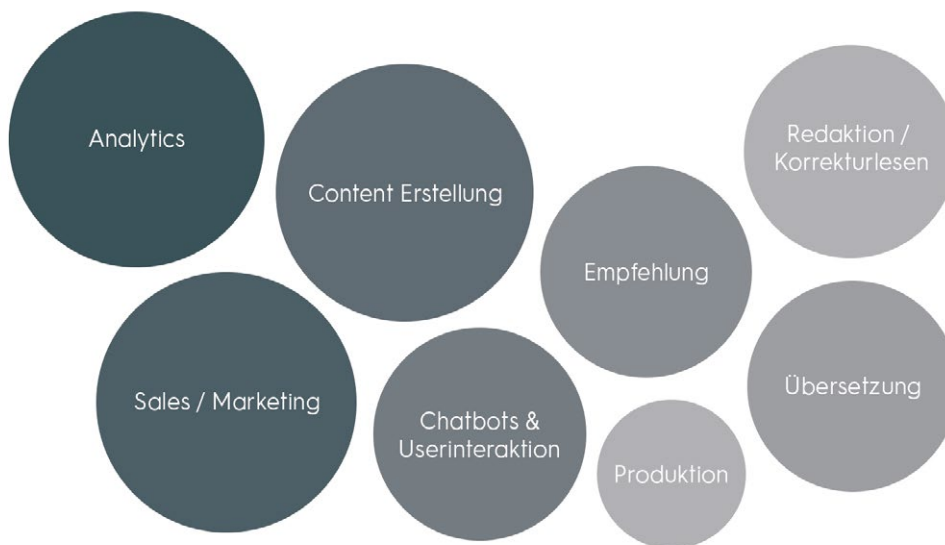 Analytics
Content Erstellung
Redaktion /
Korrekturlesen
Empfehlung
Sales / Marketing
Chatbots &
Userinteraktion
Übersetzung
Produktion